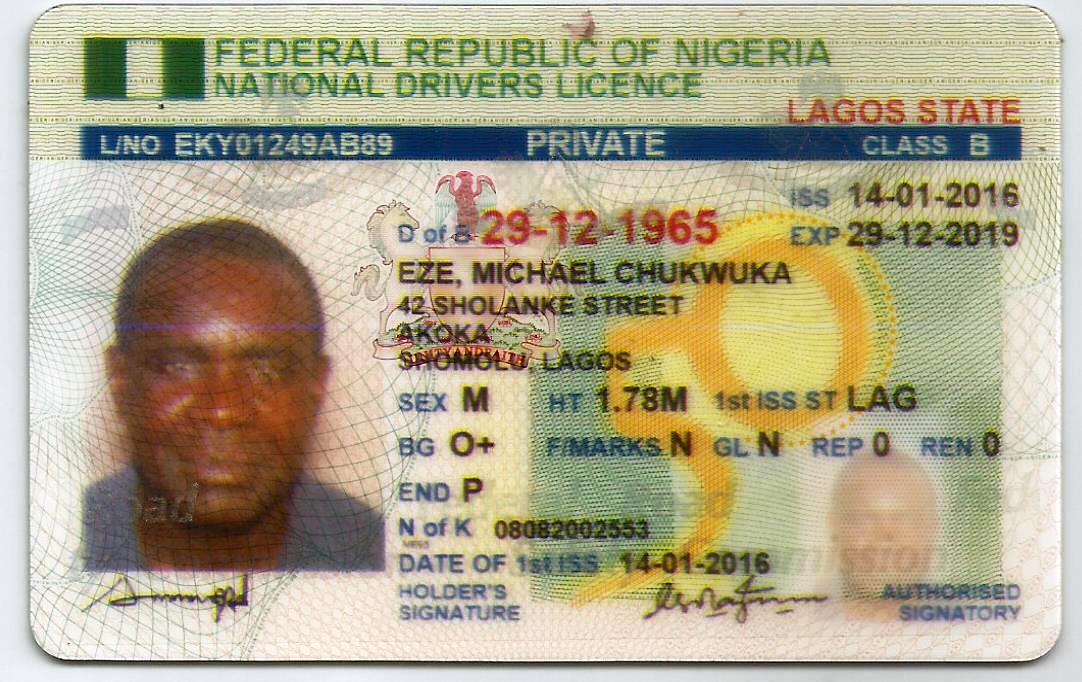 FEDERAL REPUBLIC OF NIGERIA
NATIONAL DRIVERS LICENCE
LAGOS STATE
L/NO EKY01249AB89 PRIVATE CLASS B
ISS 14-01-2016
D of B 29-12-1965 EXP 29-12-2019
EZE, MICHAEL CHUKWUKA
42 SHOLANKE STREET
AKOKA
SHOMOLU, LAGOS
SEX M HT 1.78M 1st ISS ST LAG
BG O+ F/MARKS N GL N REP 0 REN 0
END P
N of K 08082002553
DATE OF 1st ISS 14-01-2016
HOLDER'S AUTHORISED
SIGNATURE SIGNATORY